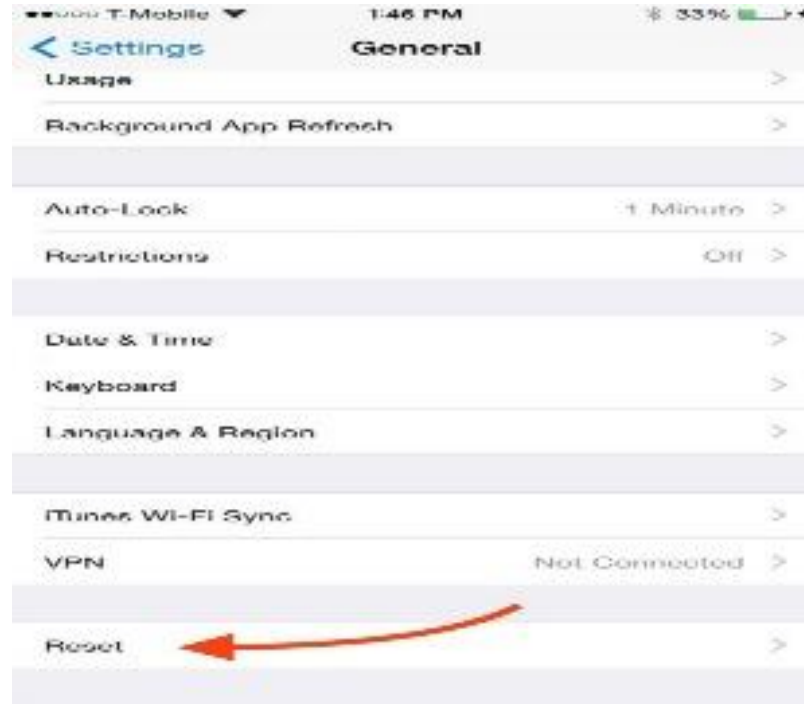 T-Mobile 1:46 PM 33%
Settings General
Usage
Background App Refresh
Auto-Lock 1 Minute
Restrictions Off
Date & Time
Keyboard
Language & Region
iTunes Wi-Fi Sync
VPN Not Connected
Reset